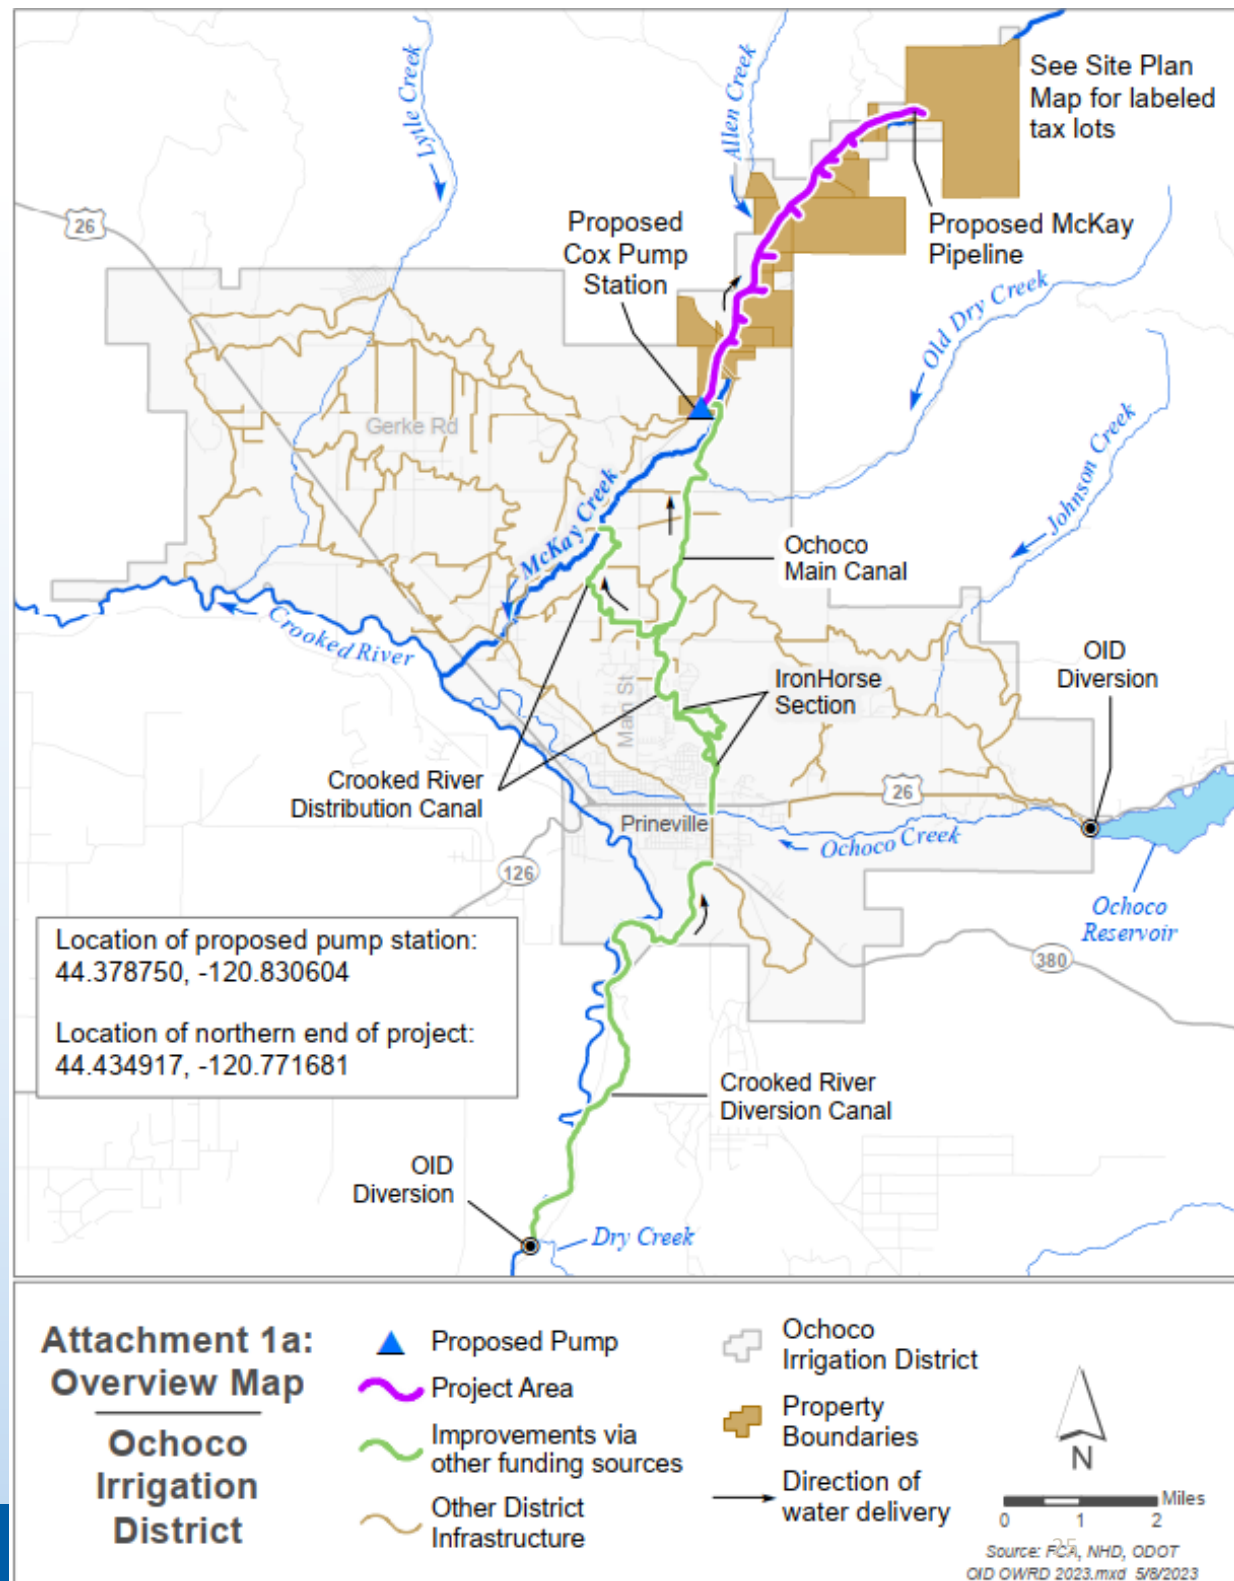 Lytle Creek
Allen Creek
See Site Plan
Map for labeled
tax lots
26
Proposed
Cox Pump
Station
Proposed McKay
Pipeline
Old Dry Creek
Gerke Rd
Johnson Creek
McKay Creek
Ochoco
Main Canal
Crooked River
OID
Diversion
IronHorse
Section
Main St
Crooked River
Distribution Canal
26
Prineville
Ochoco Creek
126
Ochoco
Reservoir
380
Location of proposed pump station:
44.378750, -120.830604
Location of northern end of project:
44.434917, -120.771681
Crooked River
Diversion Canal
OID
Diversion
Dry Creek
Attachment 1a:
Overview Map
Ochoco
Irrigation
District
Proposed Pump
Project Area
Improvements via
other funding sources
Other District
Infrastructure
Ochoco
Irrigation District
Property
Boundaries
Direction of
water delivery
N
Miles
0 1 2
Source: FCA, NHD, ODOT
OID OWRD 2023.mxd 5/8/2023